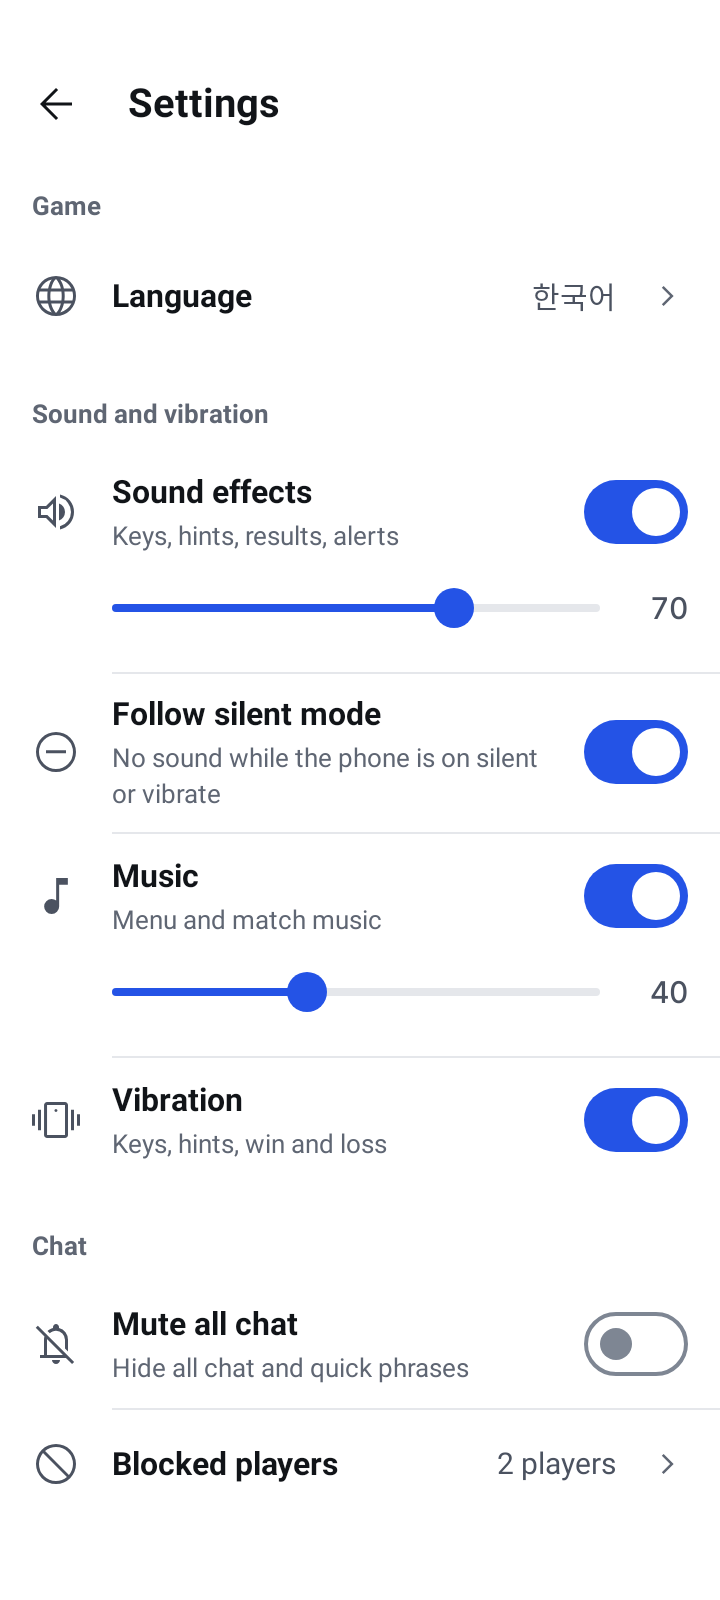 Settings
Game
Language
한국어
Sound and vibration
Sound effects
Keys, hints, results, alerts
70
Follow silent mode
No sound while the phone is on silent
or vibrate
Music
Menu and match music
40
Vibration
Keys, hints, win and loss
Chat
Mute all chat
Hide all chat and quick phrases
Blocked players
2 players